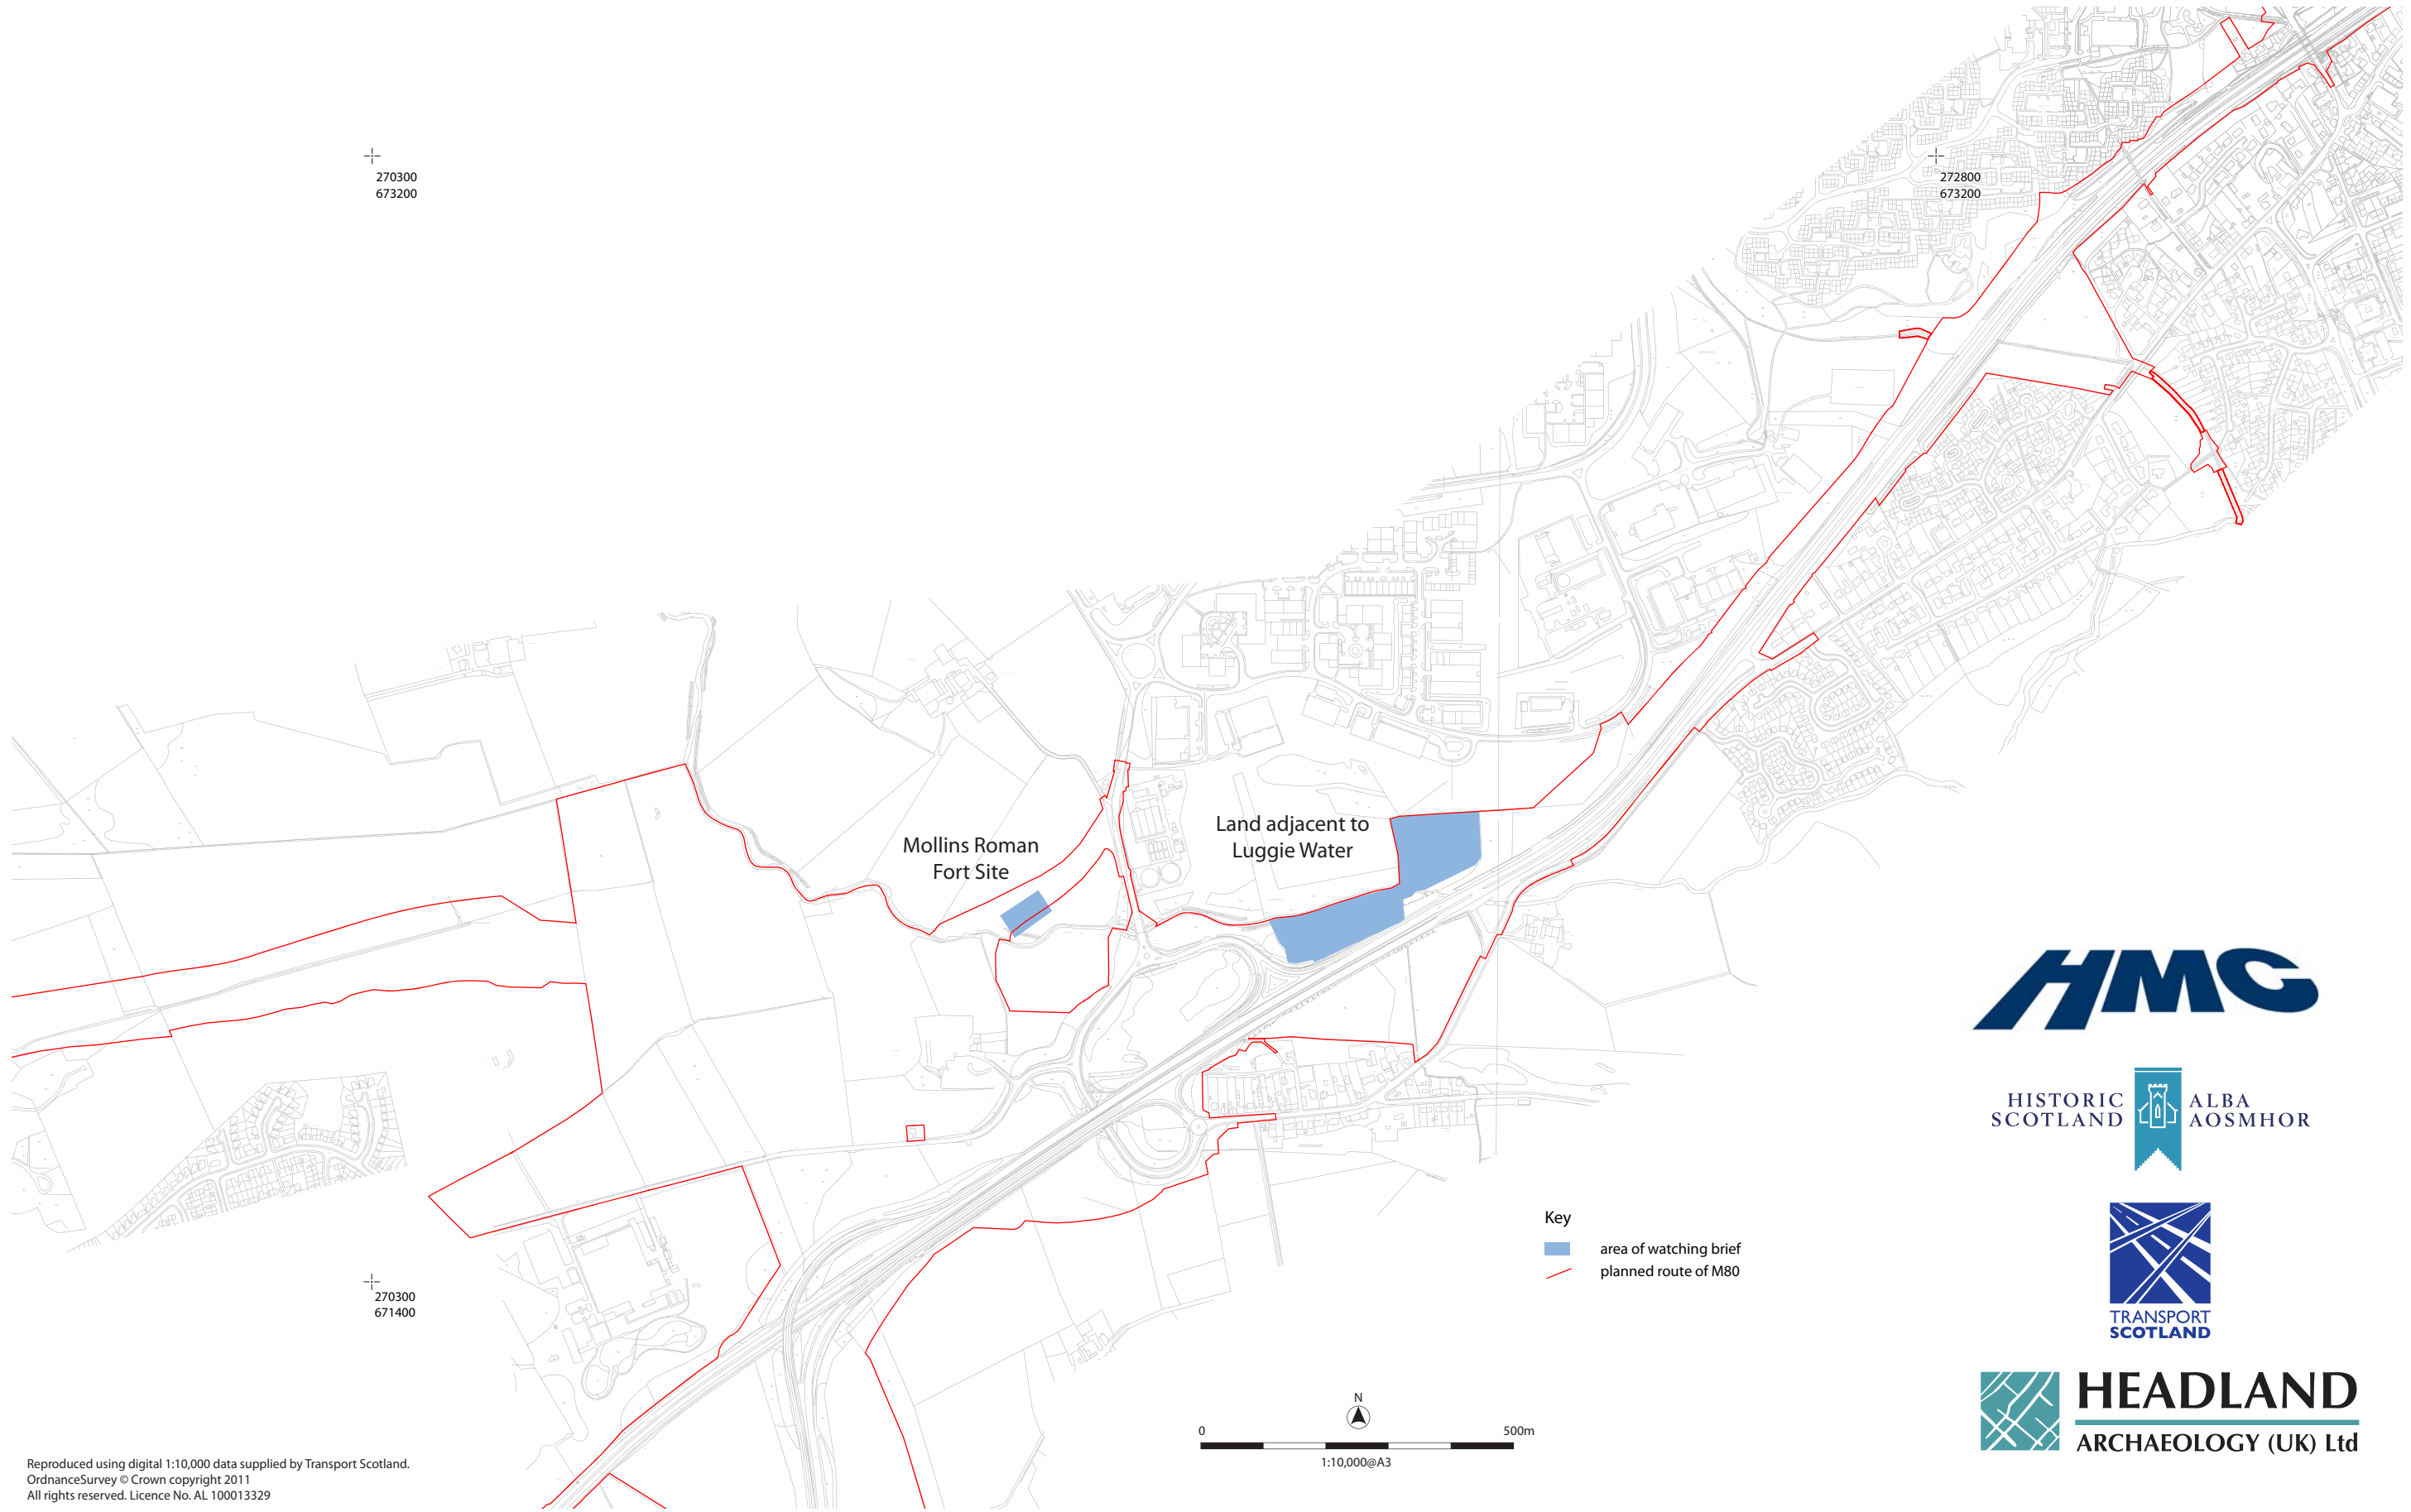 270300
673200
272800
673200
Mollins Roman
Fort Site
Land adjacent to
Luggie Water
HMG
HISTORIC
SCOTLAND
ALBA
AOSMHOR
Key
area of watching brief
planned route of M80
TRANSPORT
SCOTLAND
270300
671400
HEADLAND
ARCHAEOLOGY (UK) Ltd
N
0 500m
1:10,000@A3
Reproduced using digital 1:10,000 data supplied by Transport Scotland.
OrdnanceSurvey © Crown copyright 2011
All rights reserved. Licence No. AL 100013329